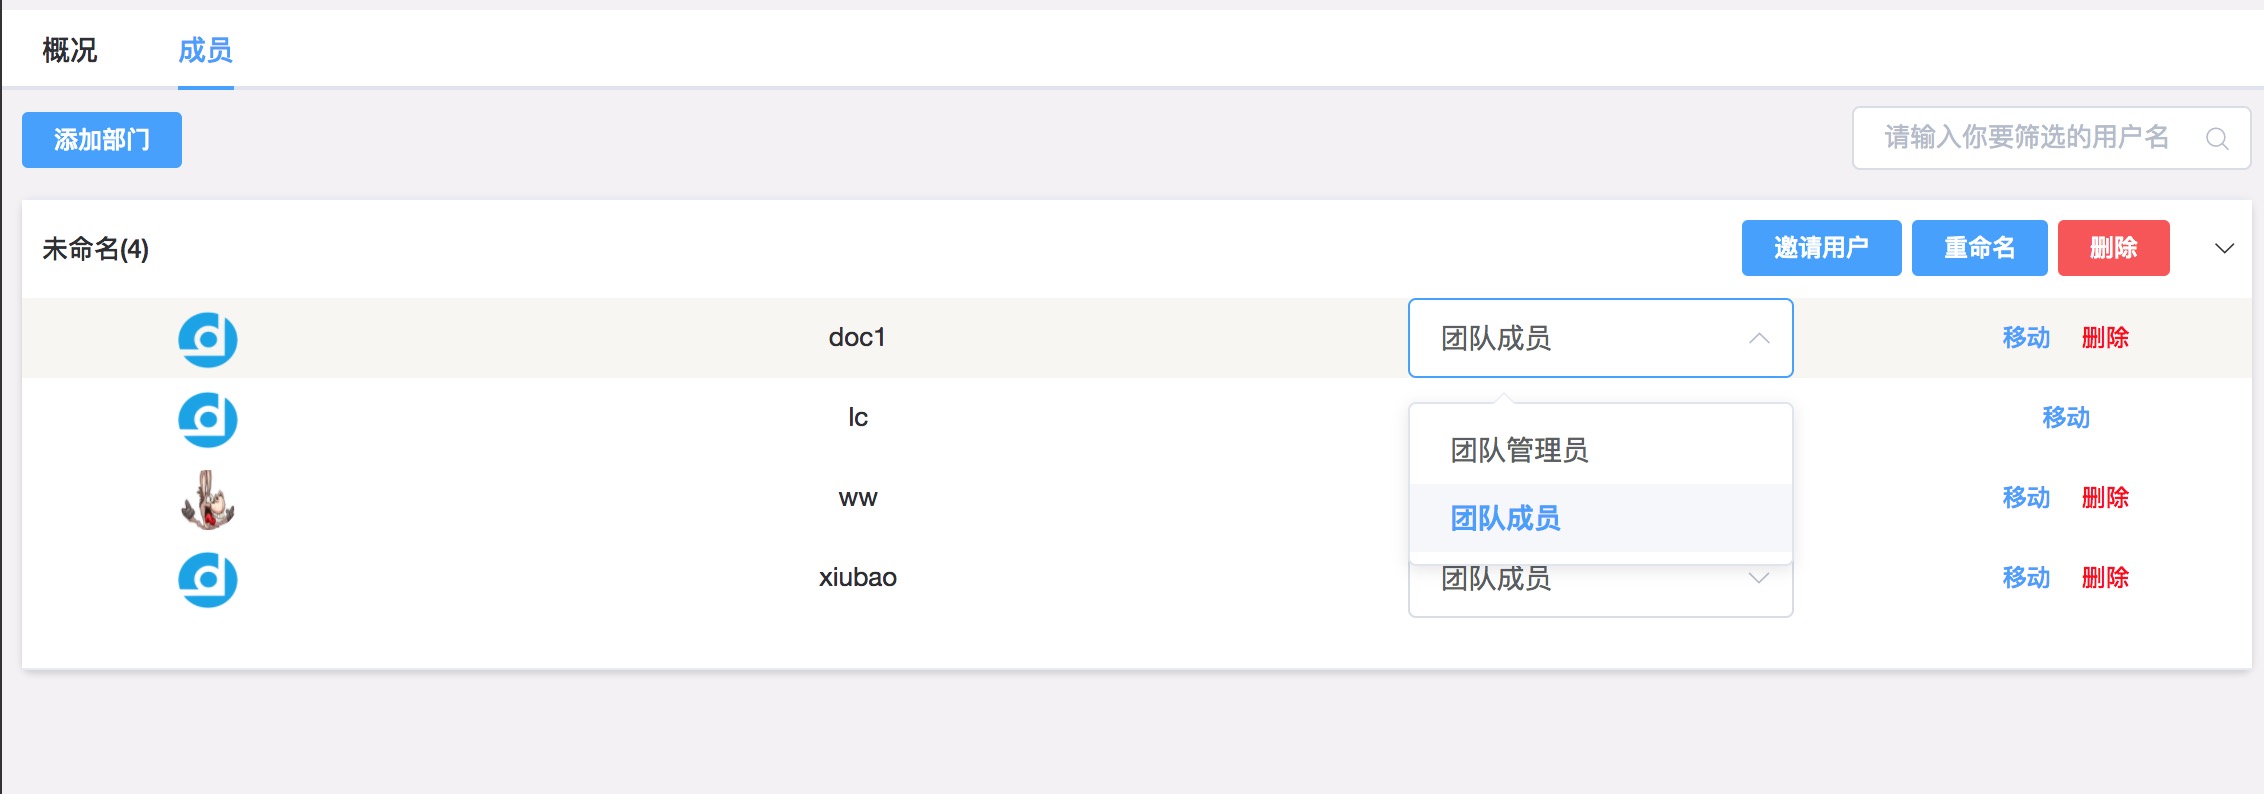 概况 成员
添加部门 请输入你要筛选的用户名
未命名(4) 邀请用户 重命名 删除
doc1 团队成员 移动 删除
lc 移动
团队管理员
ww 移动 删除
团队成员
xiubao 团队成员 移动 删除